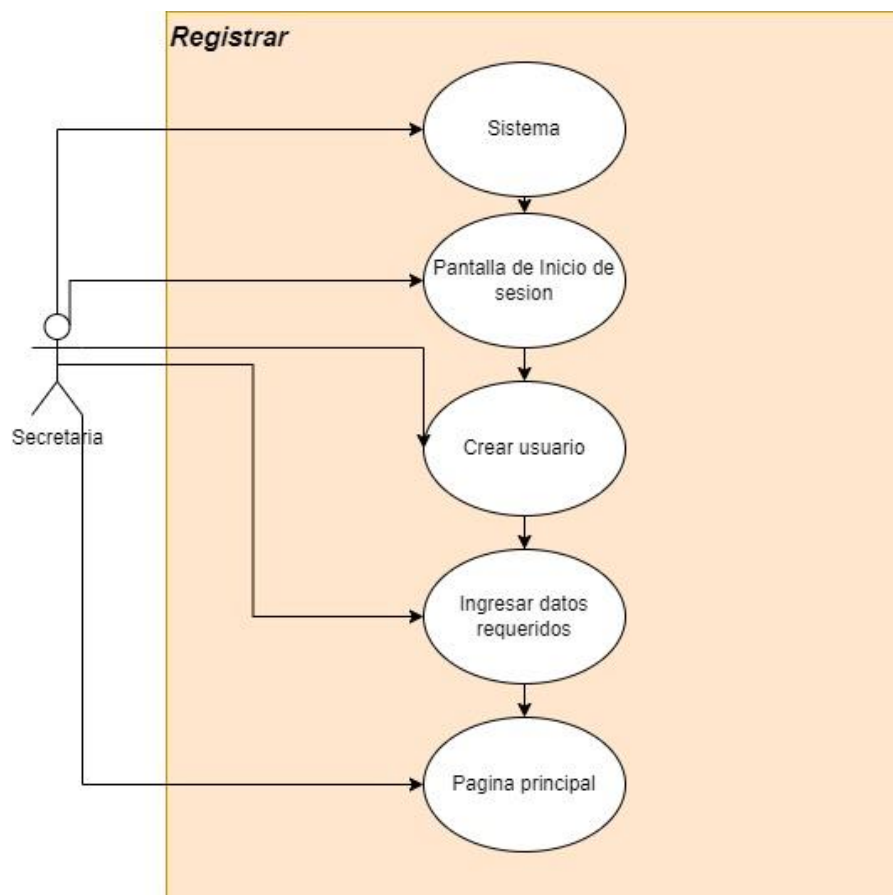 Registrar
Sistema
Pantalla de Inicio de
sesion
Secretaria
Crear usuario
Ingresar datos
requeridos
Pagina principal